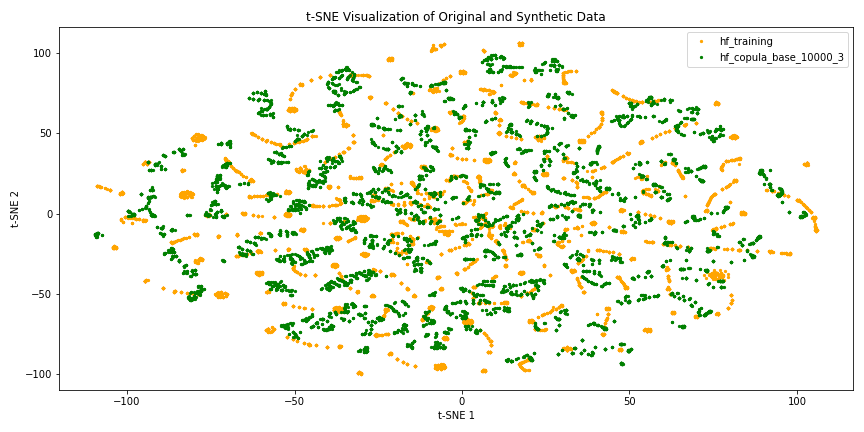 t-SNE Visualization of Original and Synthetic Data
hf_training
hf_copula_base_10000_3
100
50
0
−50
−100
t-SNE 2
−100
−50
0
50
100
t-SNE 1